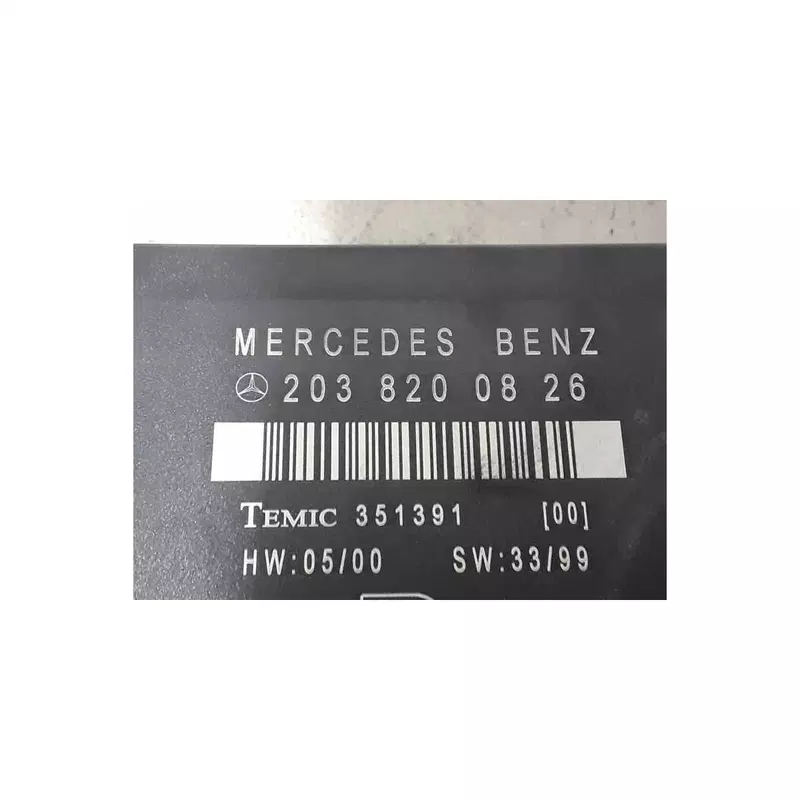 MERCEDES BENZ
203 820 08 26
TEMIC 351391 [00]
HW:05/00 SW:33/99